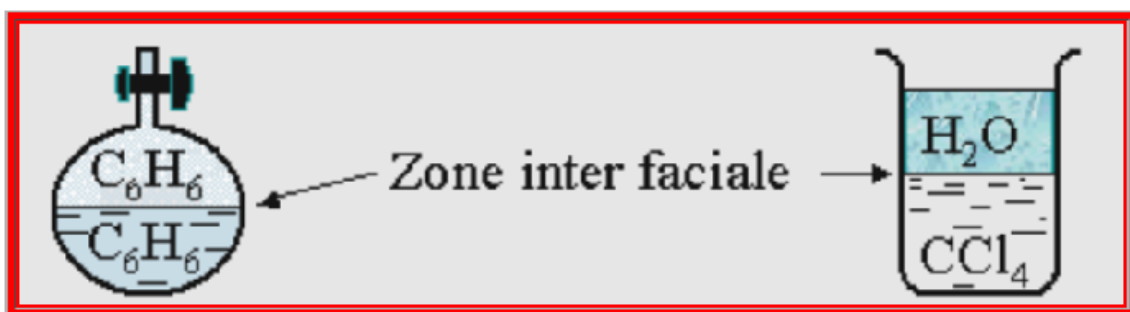 C₆H₆
C₆H₆
Zone inter faciale
H₂O
CCl₄